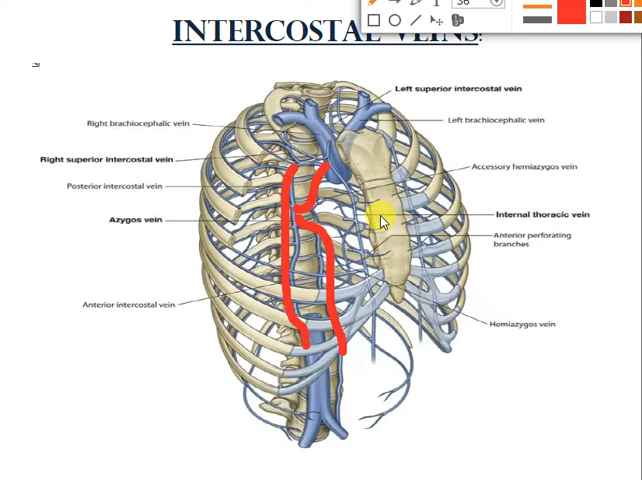 36
INTERCOSTAL VEINS:
Left superior intercostal vein
Right brachiocephalic vein
Left brachiocephalic vein
Right superior intercostal vein
Accessory hemiazygos vein
Posterior intercostal vein
Azygos vein
Internal thoracic vein
Anterior perforating
branches
Anterior intercostal vein
Hemiazygos vein